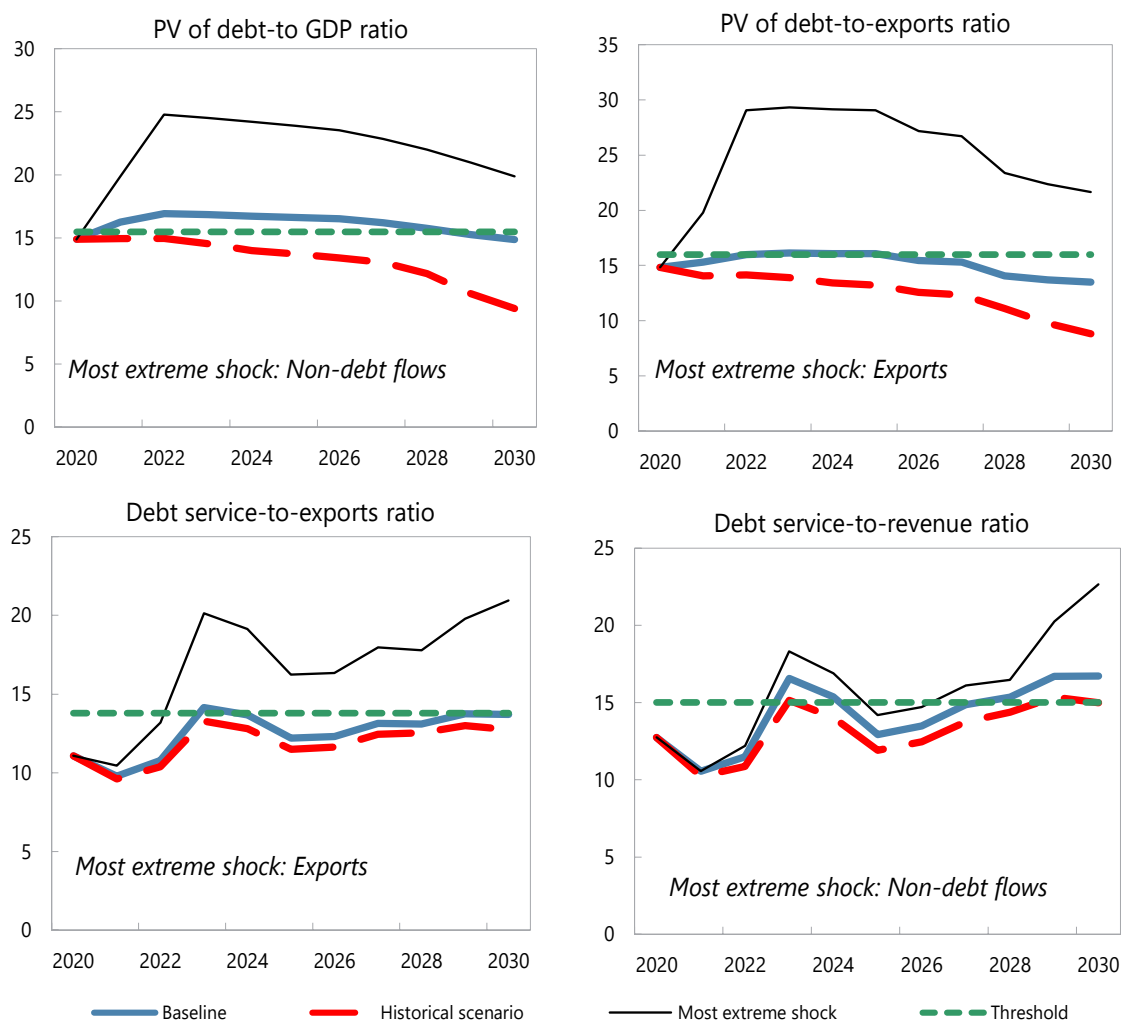 PV of debt-to GDP ratio
30
25
20
15
10
5
0
2020 2022 2024 2026 2028 2030
Most extreme shock: Non-debt flows
PV of debt-to-exports ratio
35
30
25
20
15
10
5
0
2020 2022 2024 2026 2028 2030
Most extreme shock: Exports
Debt service-to-exports ratio
25
20
15
10
5
0
2020 2022 2024 2026 2028 2030
Most extreme shock: Exports
Debt service-to-revenue ratio
25
20
15
10
5
0
2020 2022 2024 2026 2028 2030
Most extreme shock: Non-debt flows
Baseline Historical scenario Most extreme shock Threshold